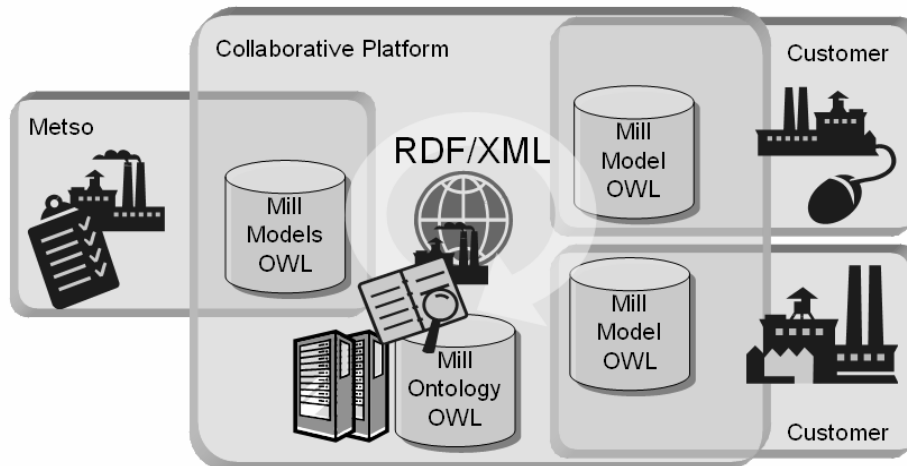 Collaborative Platform
Customer
Metso
RDF/XML
Mill
Model
OWL
Mill
Models
OWL
Mill
Model
OWL
Mill
Ontology
OWL
Customer